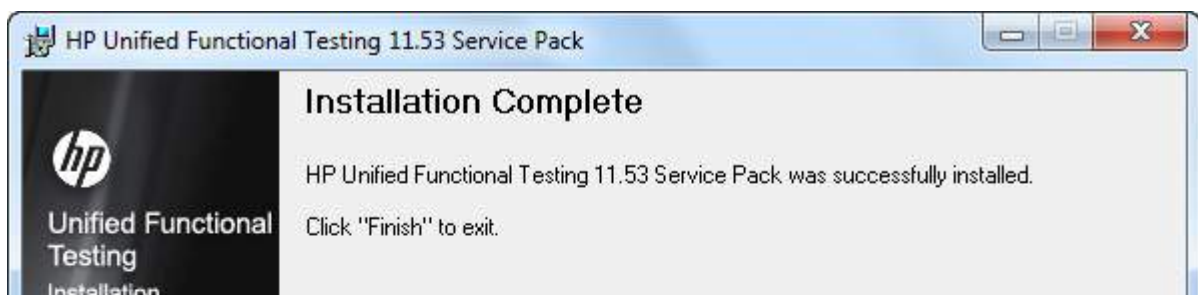 HP Unified Functional Testing 11.53 Service Pack
Installation Complete
hp
HP Unified Functional Testing 11.53 Service Pack was successfully installed.
Unified Functional
Click "Finish" to exit.
Testing
Installation